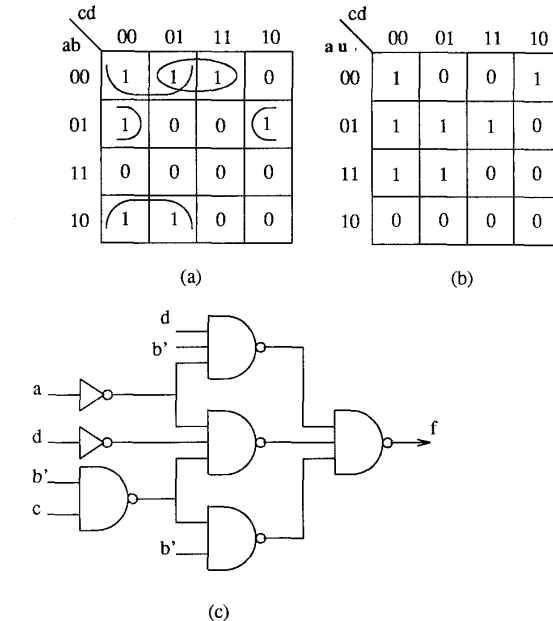 cd
ab 00 01 11 10
00 1 1 1 0
01 1 0 0 1
11 0 0 0 0
10 1 1 0 0
(a)
cd
a u . 00 01 11 10
00 1 0 0 1
01 1 1 1 0
11 1 1 0 0
10 0 0 0 0
(b)
d
b'
a
d
b'
c
b'
f
(c)